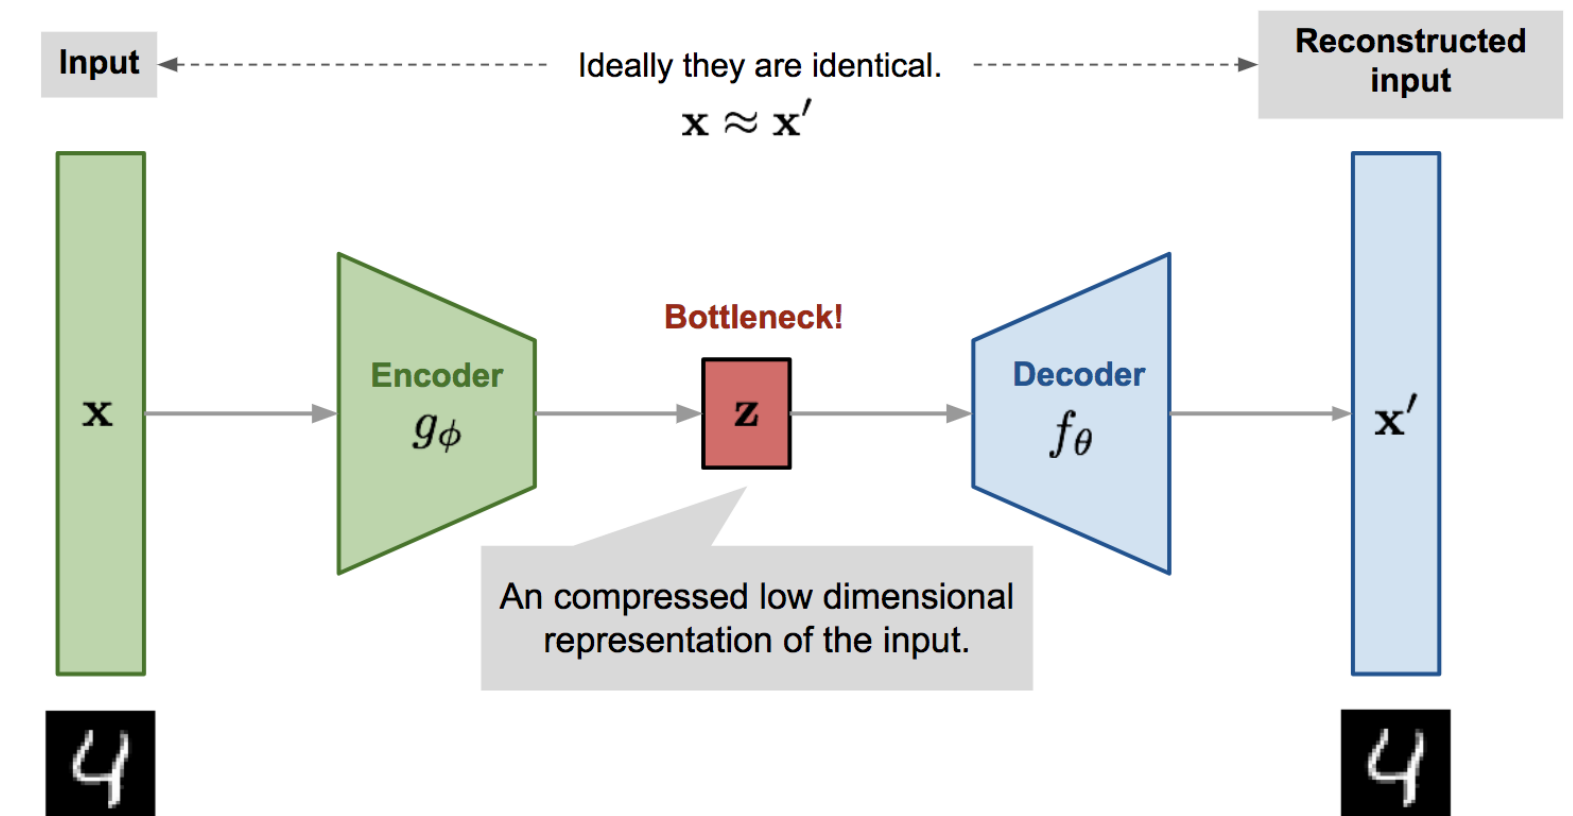 Input
Ideally they are identical.
x ≈ x′
Reconstructed
input
Bottleneck!
Encoder
gϕ
x
z
Decoder
fθ
x′
An compressed low dimensional
representation of the input.
4
4